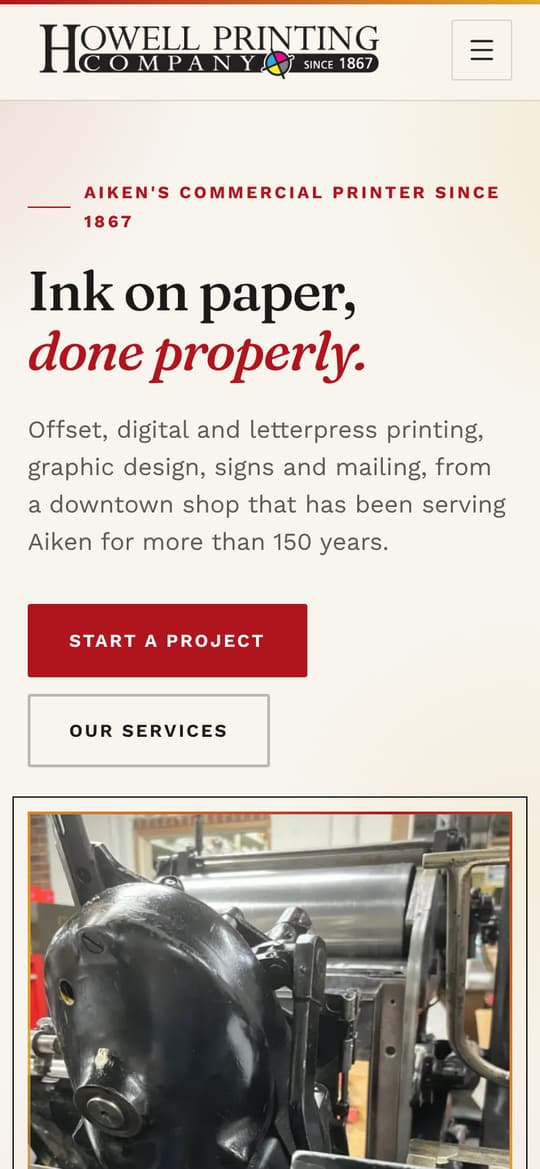 HOWELL PRINTING
COMPANY SINCE 1867
AIKEN'S COMMERCIAL PRINTER SINCE
1867
Ink on paper,
done properly.
Offset, digital and letterpress printing,
graphic design, signs and mailing, from
a downtown shop that has been serving
Aiken for more than 150 years.
START A PROJECT
OUR SERVICES